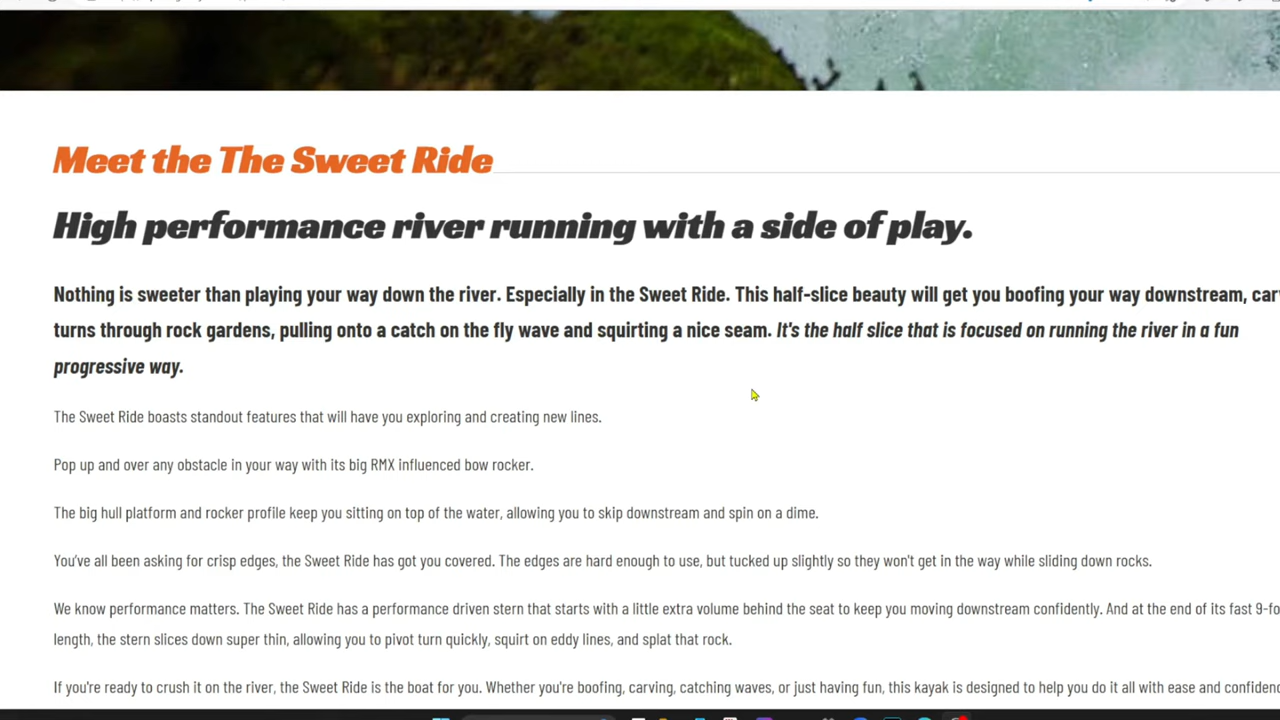 Meet the The Sweet Ride
High performance river running with a side of play.
Nothing is sweeter than playing your way down the river. Especially in the Sweet Ride. This half-slice beauty will get you boofing your way downstream,
turns through rock gardens, pulling onto a catch on the fly wave and squirting a nice seam. It's the half slice that is focused on running the river in a fun
progressive way.
The Sweet Ride boasts standout features that will have you exploring and creating new lines.
Pop up and over any obstacle in your way with its big RMX influenced bow rocker.
The big hull platform and rocker profile keep you sitting on top of the water, allowing you to skip downstream and spin on a dime.
You've all been asking for crisp edges, the Sweet Ride has got you covered. The edges are hard enough to use, but tucked up slightly so they won't get in the way while sliding down rocks.
We know performance matters. The Sweet Ride has a performance driven stern that starts with a little extra volume behind the seat to keep you moving downstream confidently. And at the end of its fast
length, the stern slices down super thin, allowing you to pivot turn quickly, squirt on eddy lines, and splat that rock.
If you're ready to crush it on the river, the Sweet Ride is the boat for you. Whether you're boofing, carving, catching waves, or just having fun, this kayak is designed to help you do it all with ease and